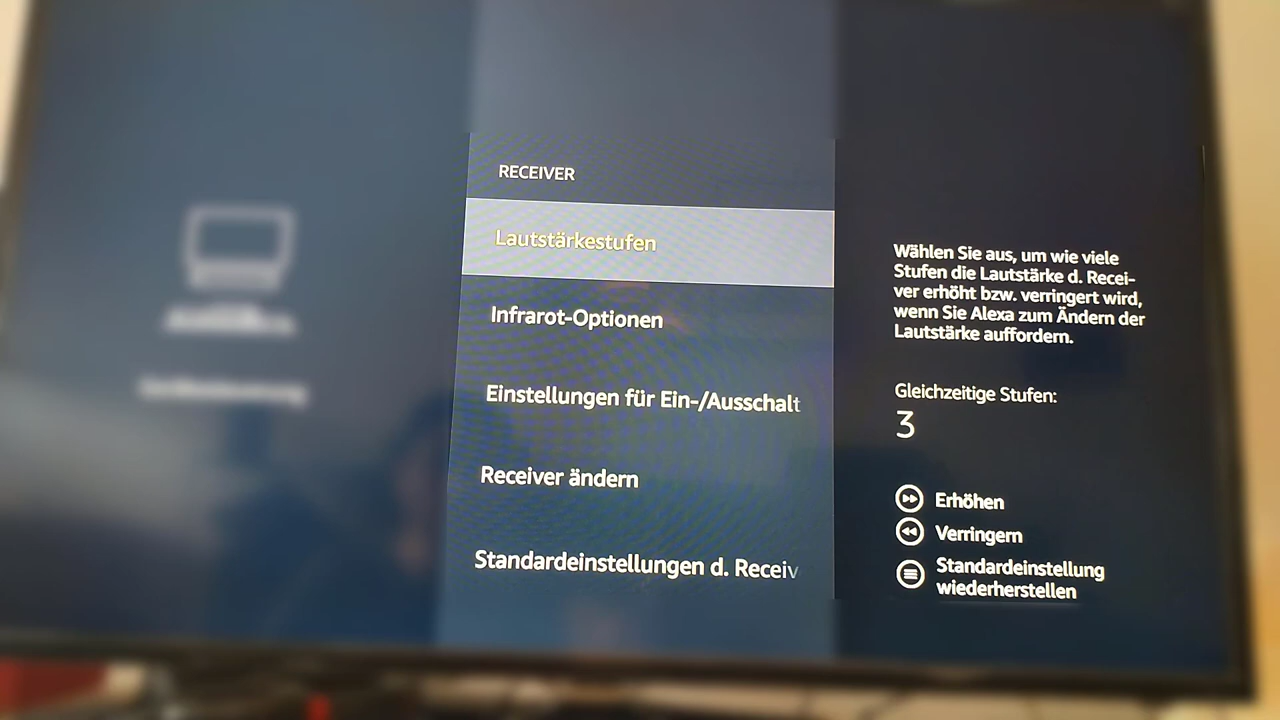 RECEIVER
Lautstärkestufen
Infrarot-Optionen
Einstellungen für Ein-/Ausschalt
Receiver ändern
Standardeinstellungen d. Receiv
Wählen Sie aus, um wie viele
Stufen die Lautstärke d. Recei-
ver erhöht bzw. verringert wird,
wenn Sie Alexa zum Ändern der
Lautstärke auffordern.
Gleichzeitige Stufen:
3
Erhöhen
Verringern
Standardeinstellung
wiederherstellen